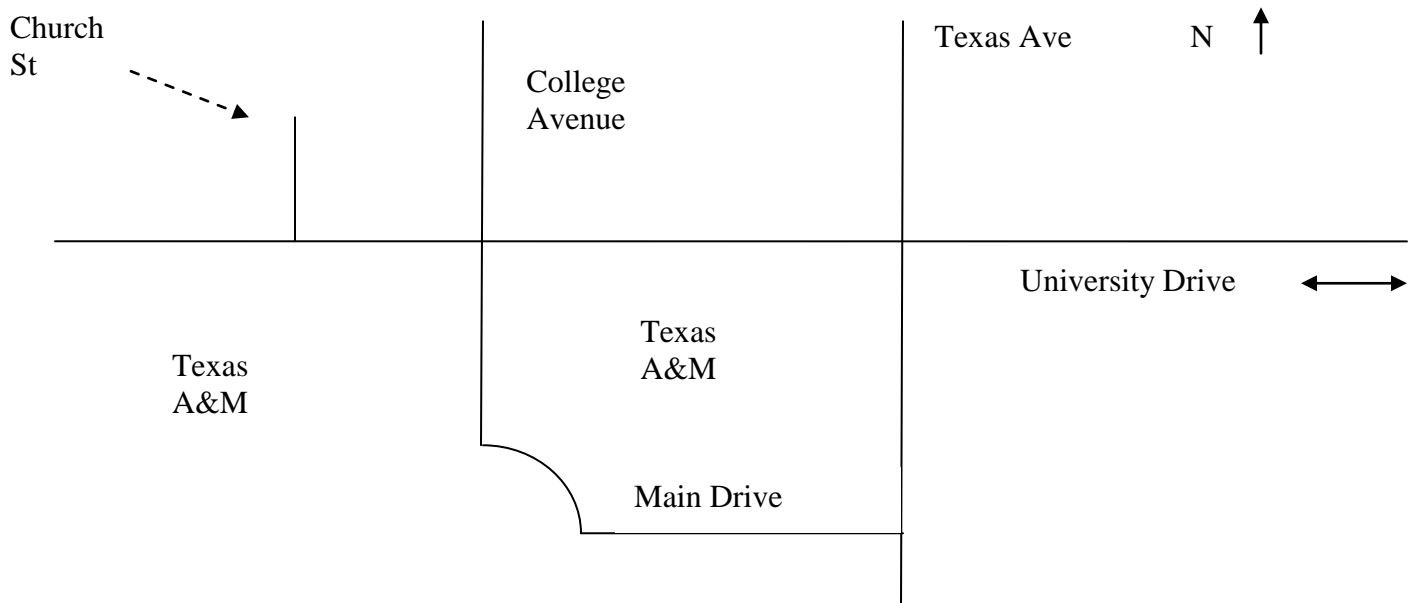 Church
St
College
Avenue
Texas Ave
N
University Drive
Texas
A&M
Texas
A&M
Main Drive